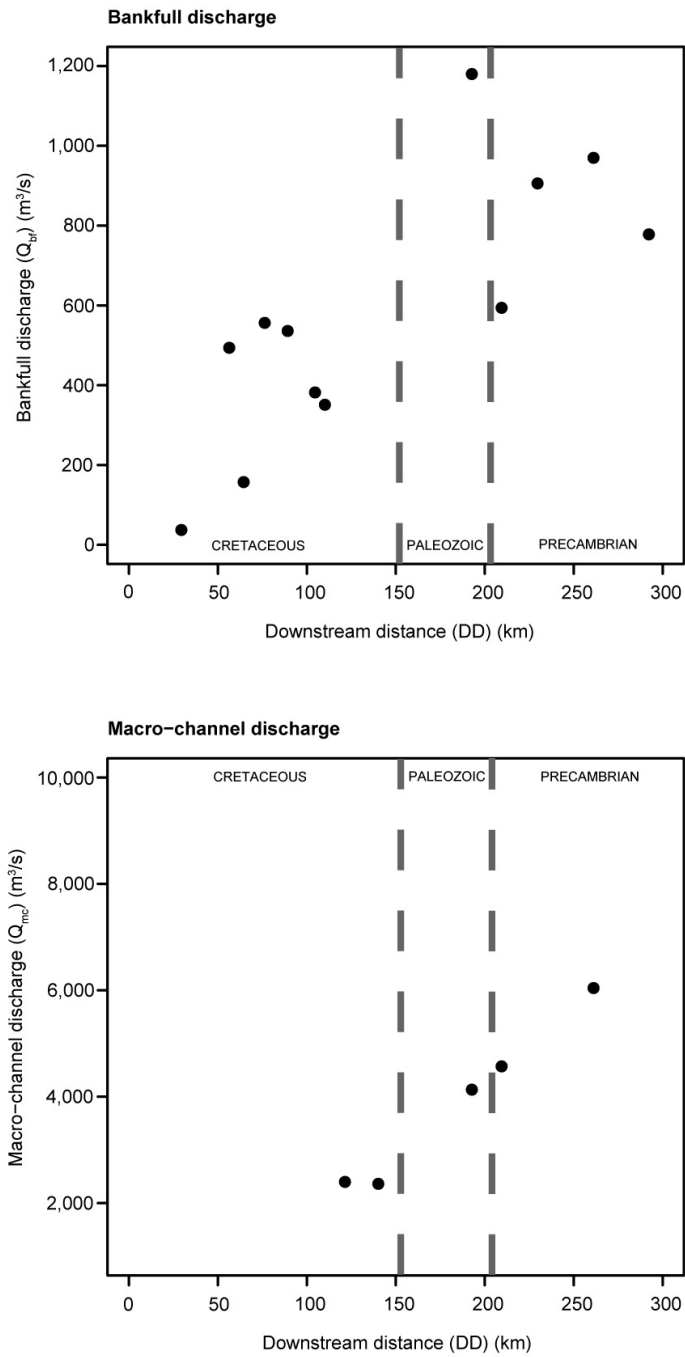 Bankfull discharge
1,200
1,000
800
600
400
200
0
Bankfull discharge (Qbf) (m³/s)
CRETACEOUS PALEOZOIC PRECAMBRIAN
0 50 100 150 200 250 300
Downstream distance (DD) (km)
Macro−channel discharge
10,000
8,000
6,000
4,000
2,000
Macro−channel discharge (Qmc) (m³/s)
CRETACEOUS PALEOZOIC PRECAMBRIAN
0 50 100 150 200 250 300
Downstream distance (DD) (km)